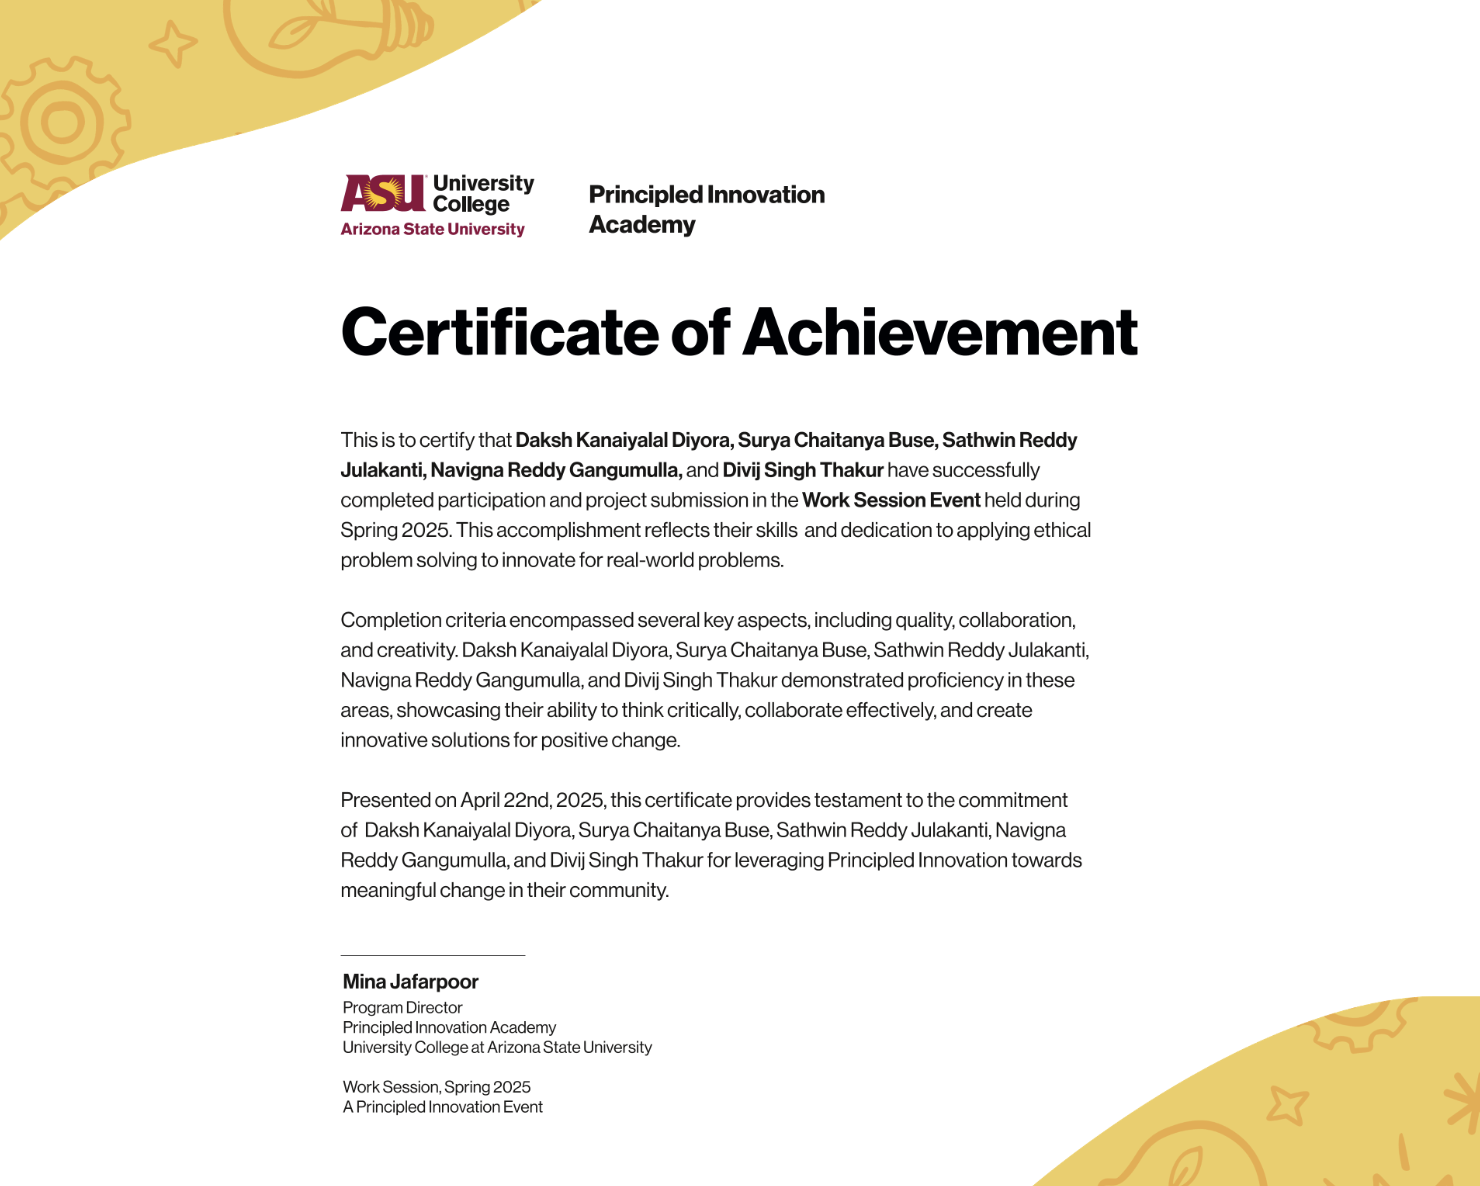 ASU University
College
Arizona State University
Principled Innovation
Academy
Certificate of Achievement
This is to certify that Daksh Kanaiyalal Diyora, Surya Chaitanya Buse, Sathwin Reddy
Julakanti, Navigna Reddy Gangumulla, and Divij Singh Thakur have successfully
completed participation and project submission in the Work Session Event held during
Spring 2025. This accomplishment reflects their skills and dedication to applying ethical
problem solving to innovate for real-world problems.
Completion criteria encompassed several key aspects, including quality, collaboration,
and creativity. Daksh Kanaiyalal Diyora, Surya Chaitanya Buse, Sathwin Reddy Julakanti,
Navigna Reddy Gangumulla, and Divij Singh Thakur demonstrated proficiency in these
areas, showcasing their ability to think critically, collaborate effectively, and create
innovative solutions for positive change.
Presented on April 22nd, 2025, this certificate provides testament to the commitment
of Daksh Kanaiyalal Diyora, Surya Chaitanya Buse, Sathwin Reddy Julakanti, Navigna
Reddy Gangumulla, and Divij Singh Thakur for leveraging Principled Innovation towards
meaningful change in their community.
Mina Jafarpoor
Program Director
Principled Innovation Academy
University College at Arizona State University
Work Session, Spring 2025
A Principled Innovation Event